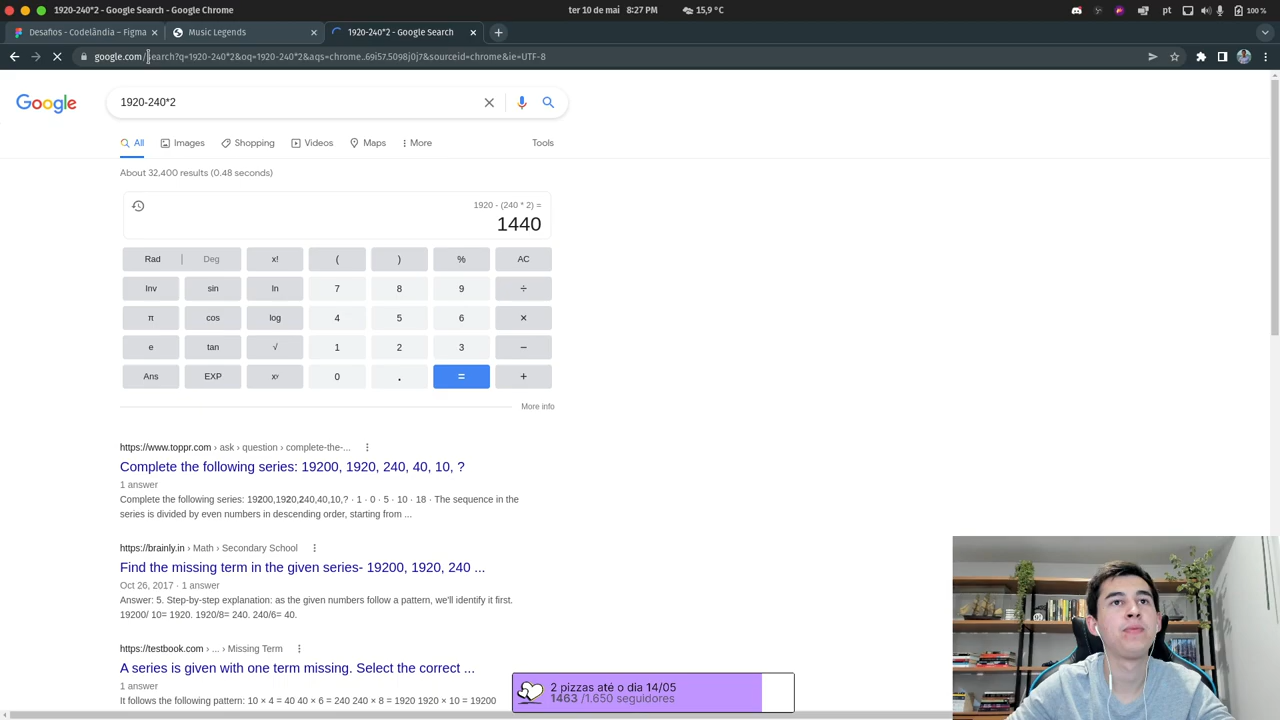 1920-240*2 - Google Search - Google Chrome
ter 10 de mai 8:27 PM
15,9 °C
pt
100 %
Desafios - Codelândia – Figma
Music Legends
1920-240*2 - Google Search
google.com/search?q=1920-240*2&oq=1920-240*2&aqs=chrome..69i57.5098j0j7&sourceid=chrome&ie=UTF-8
Google
1920-240*2
All
Images
Shopping
Videos
Maps
More
Tools
About 32,400 results (0.48 seconds)
1920 - (240 * 2) =
1440
Rad | Deg x! ( ) % AC
Inv sin ln 7 8 9 ÷
π cos log 4 5 6 ×
e tan √ 1 2 3 −
Ans EXP xʸ 0 . = +
More info
https://www.toppr.com › ask › question › complete-the-...
Complete the following series: 19200, 1920, 240, 40, 10, ?
1 answer
Complete the following series: 19200,1920,240,40,10,? · 1 · 0 · 5 · 10 · 18 · The sequence in the
series is divided by even numbers in descending order, starting from ...
https://brainly.in › Math › Secondary School
Find the missing term in the given series- 19200, 1920, 240 ...
Oct 26, 2017 · 1 answer
Answer: 5. Step-by-step explanation: as the given numbers follow a pattern, we'll identify it first.
19200/ 10= 1920. 1920/8= 240. 240/6= 40.
https://testbook.com › ... › Missing Term
A series is given with one term missing. Select the correct ...
1 answer
It follows the following pattern: 10 × 4 = 40 40 × 6 = 240 240 × 8 = 1920 1920 × 10 = 19200
2 pizzas até o dia 14/05
1463 /1.650 seguidores